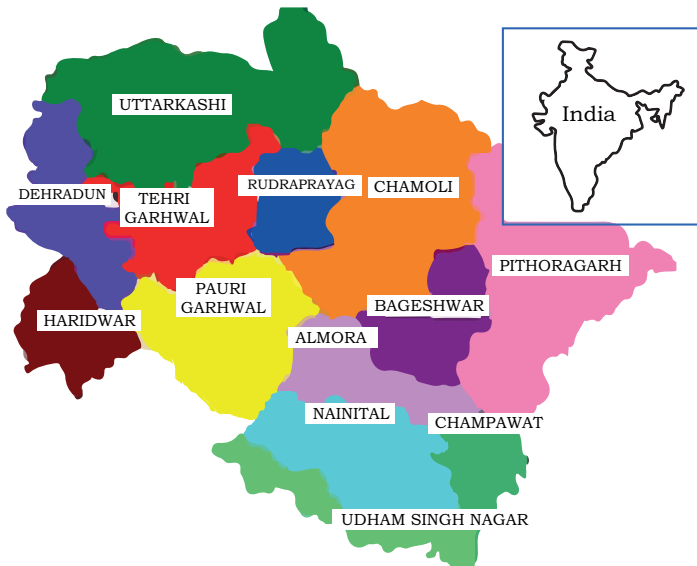 India
UTTARKASHI
DEHRADUN
TEHRI
GARHWAL
RUDRAPRAYAG
CHAMOLI
PITHORAGARH
PAURI
GARHWAL
BAGESHWAR
HARIDWAR
ALMORA
NAINITAL
CHAMPAWAT
UDHAM SINGH NAGAR